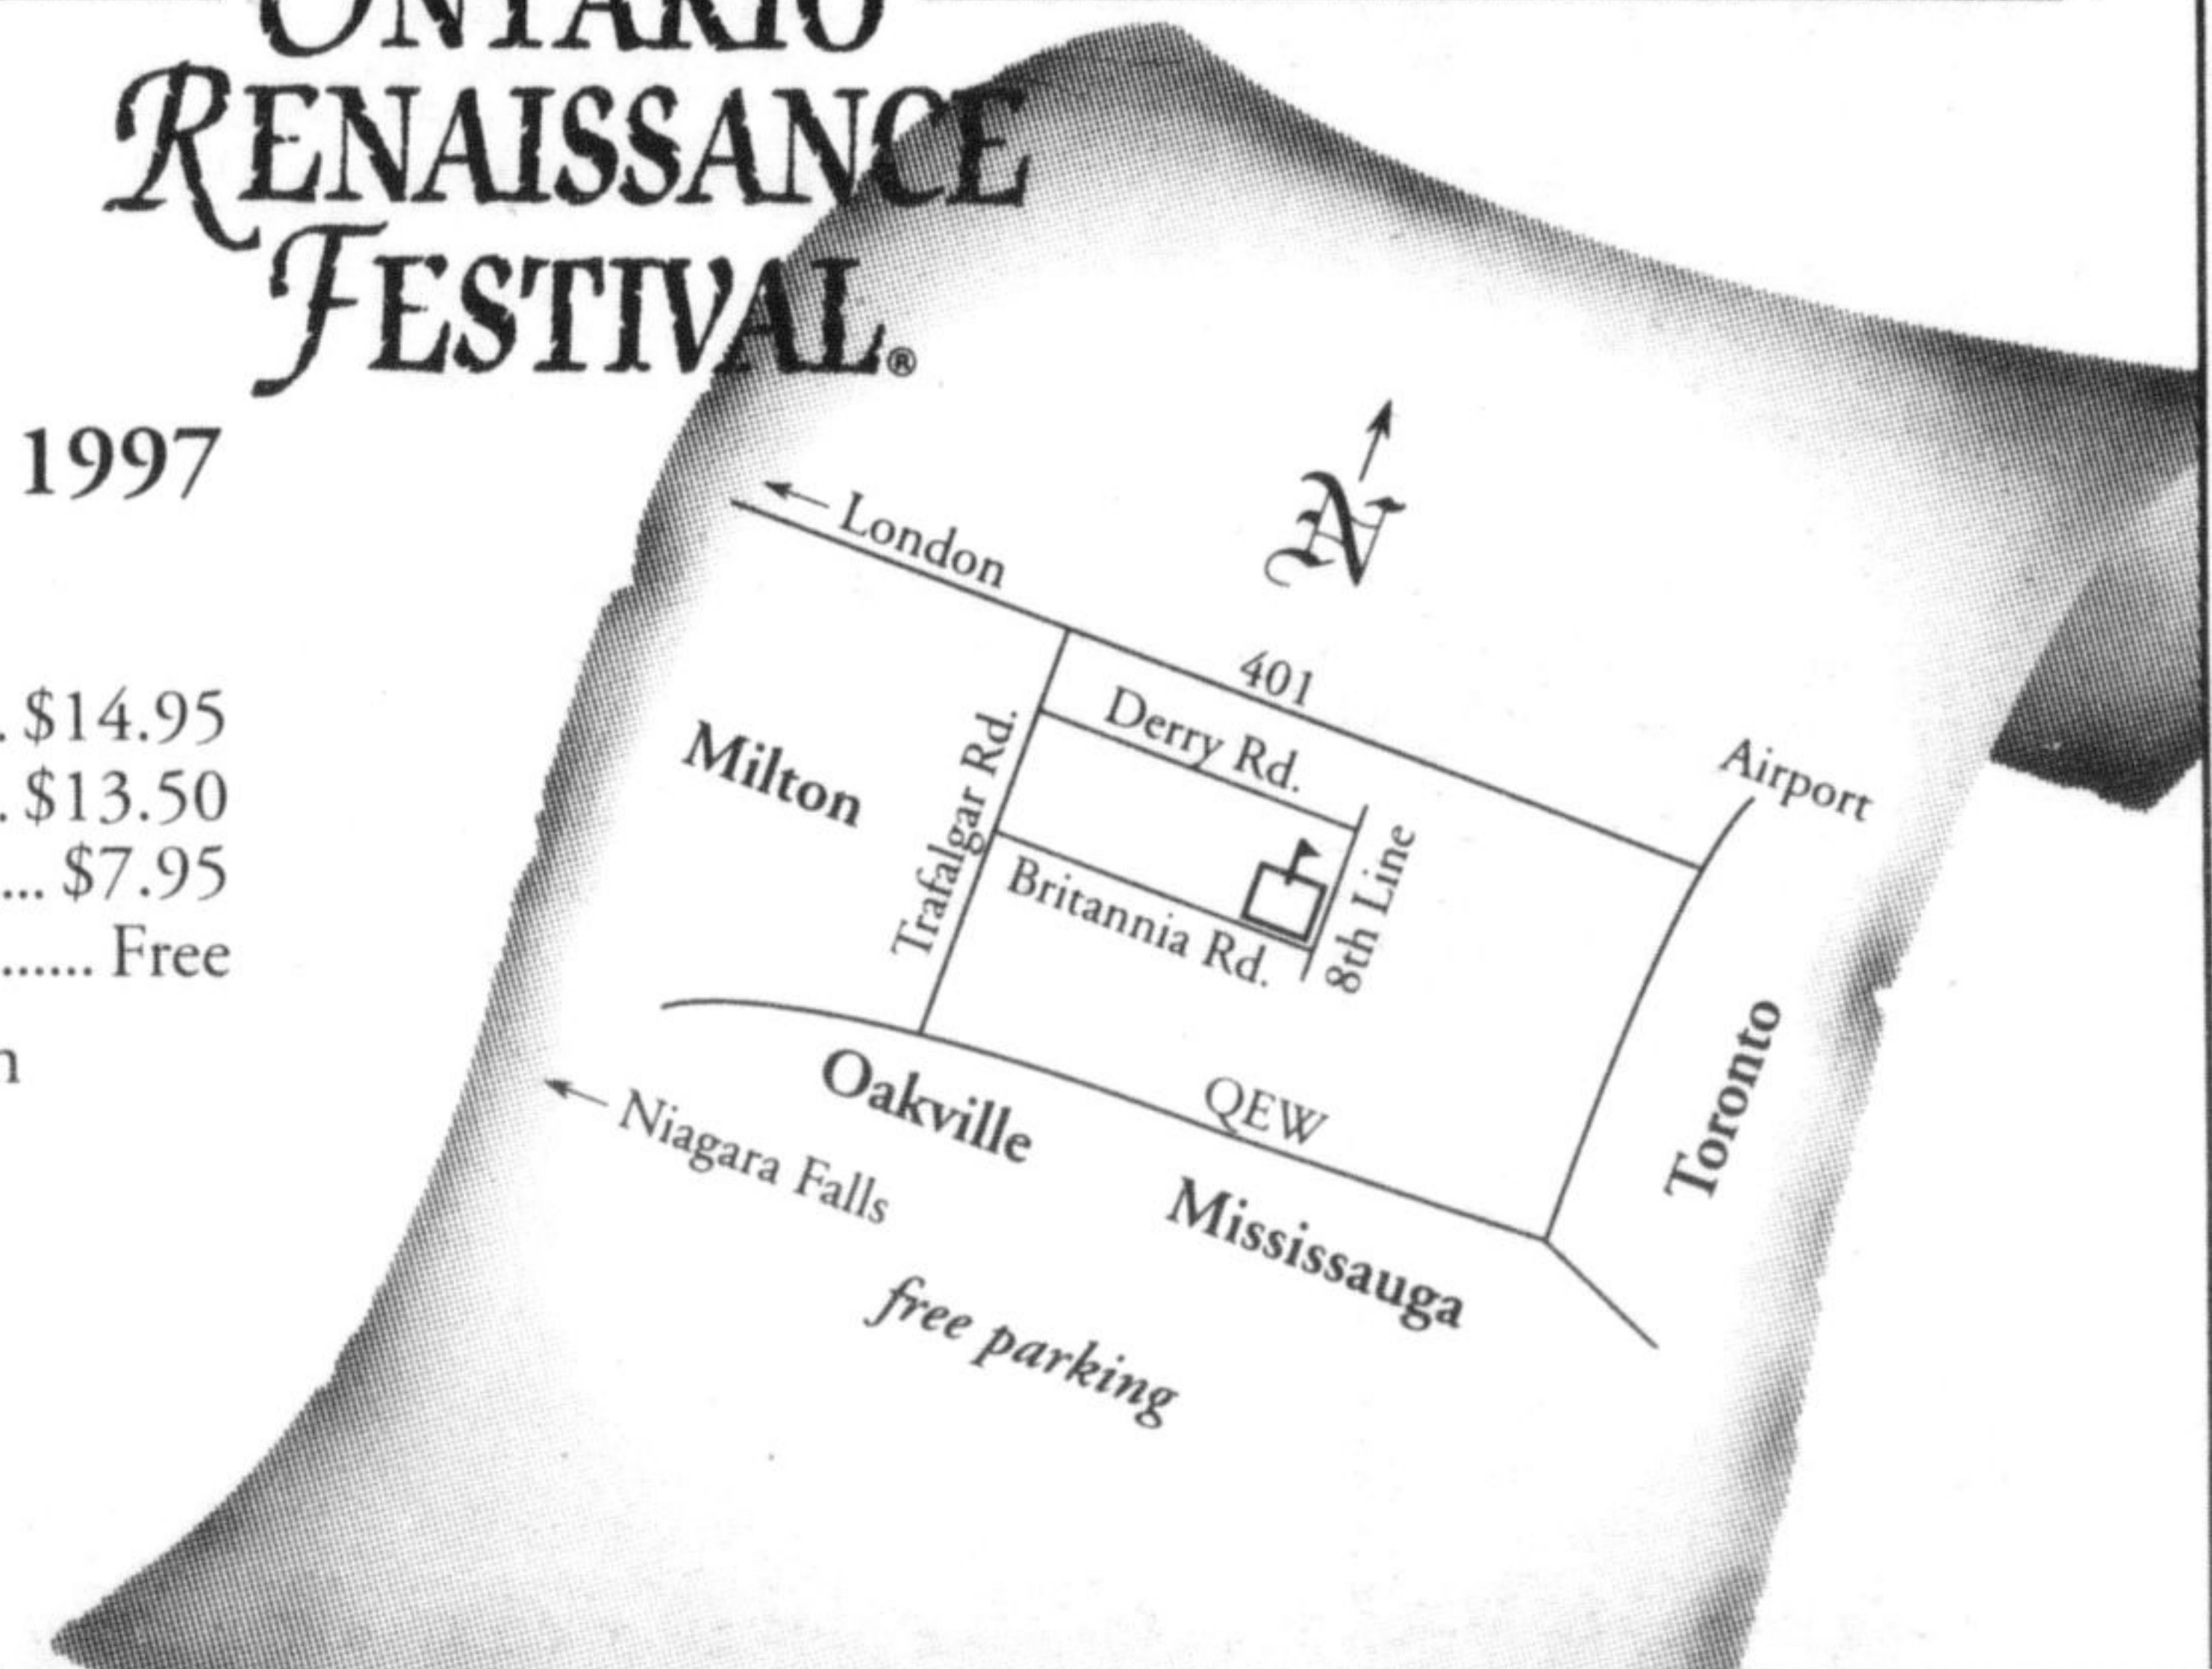 ONTARIO
RENAISSANCE
FESTIVAL®
1997
. $14.95
. $13.50
... $7.95
...... Free
N
London
401
Derry Rd.
Airport
Milton
Trafalgar Rd.
Britannia Rd.
8th Line
Toronto
Oakville
QEW
Niagara Falls
Mississauga
free parking